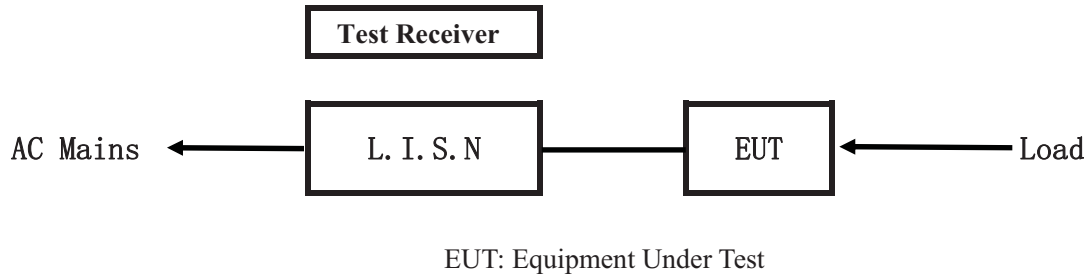 Test Receiver
AC Mains L. I. S. N EUT Load
EUT: Equipment Under Test